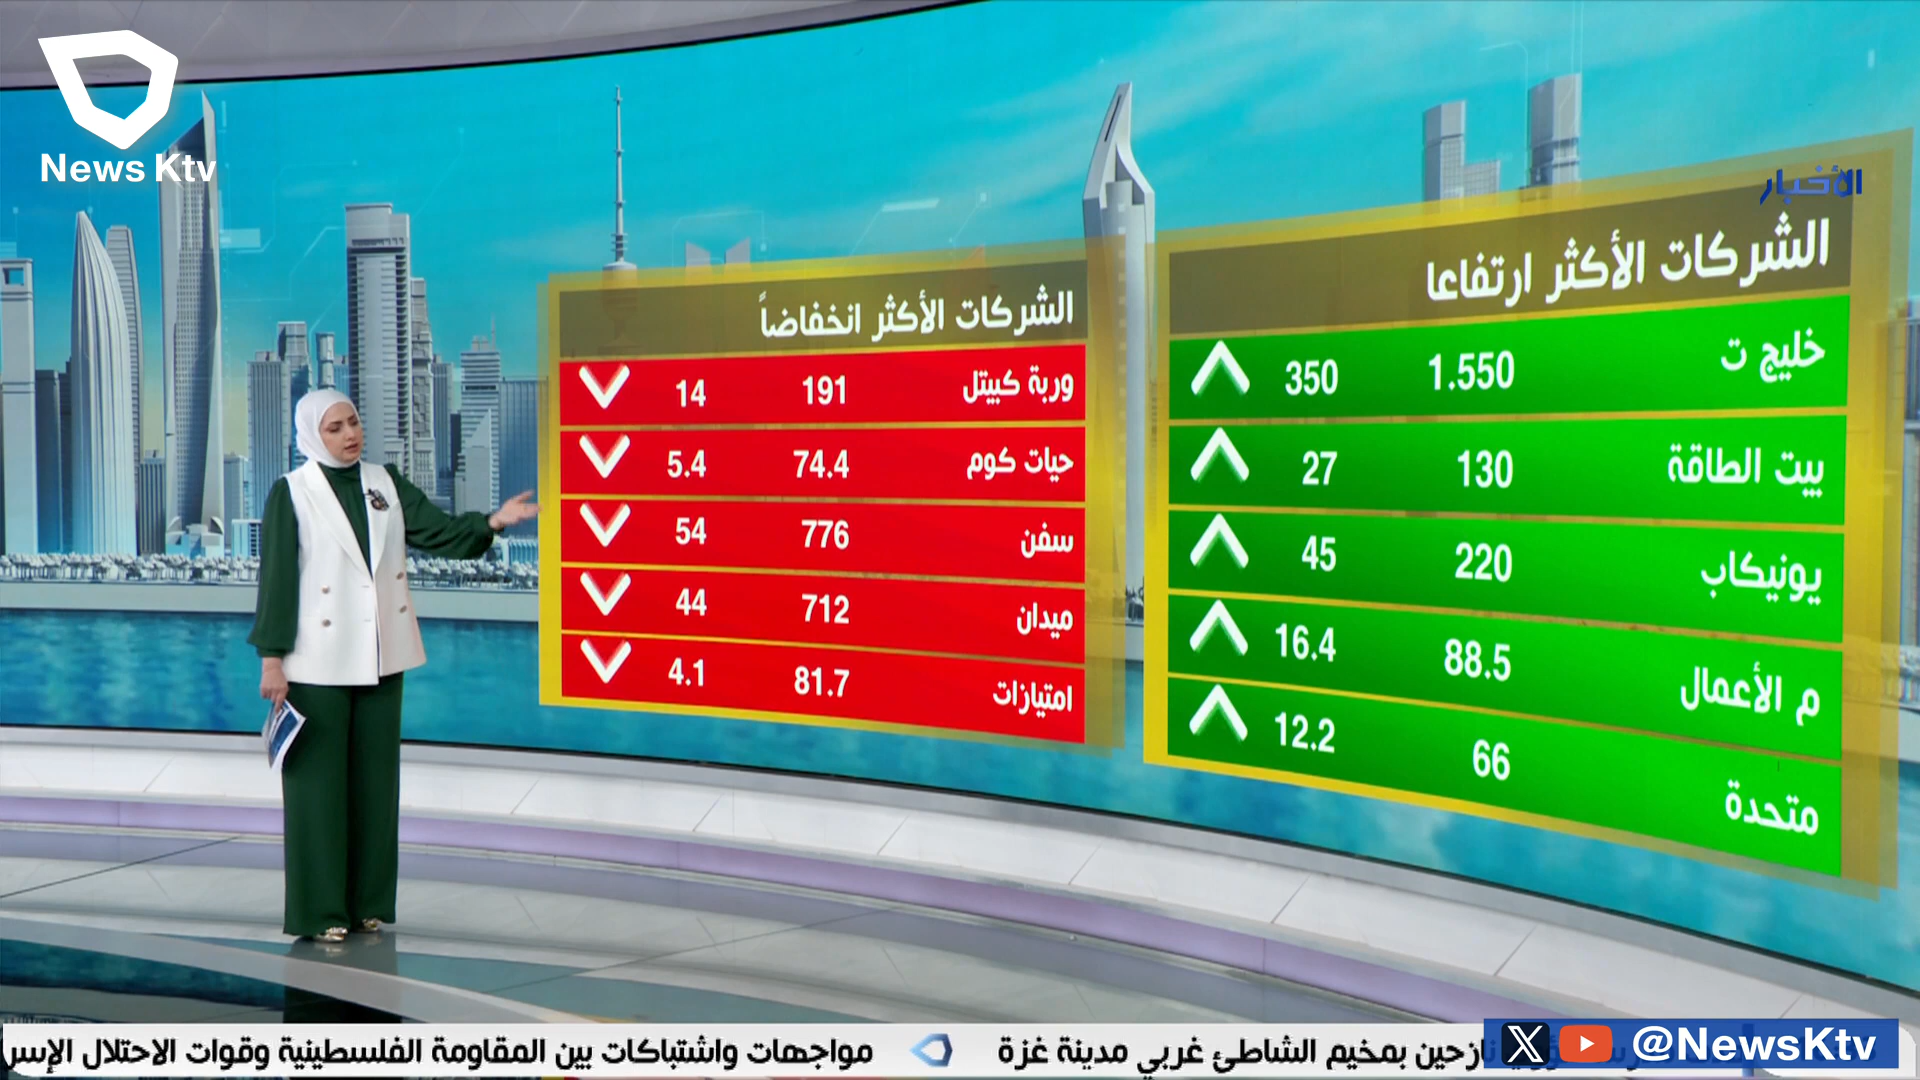 News Ktv
الأخبار
الشركات الأكثر ارتفاعا
خليج ت 1.550 350
بيت الطاقة 130 27
يونيكاب 220 45
م الأعمال 88.5 16.4
متحدة 66 12.2
الشركات الأكثر انخفاضاً
وربة كبيتل 191 14
حيات كوم 74.4 5.4
سفن 776 54
ميدان 712 44
امتيازات 81.7 4.1
@NewsKtv
نازحين بمخيم الشاطئ غربي مدينة غزة مواجهات واشتباكات بين المقاومة الفلسطينية وقوات الاحتلال